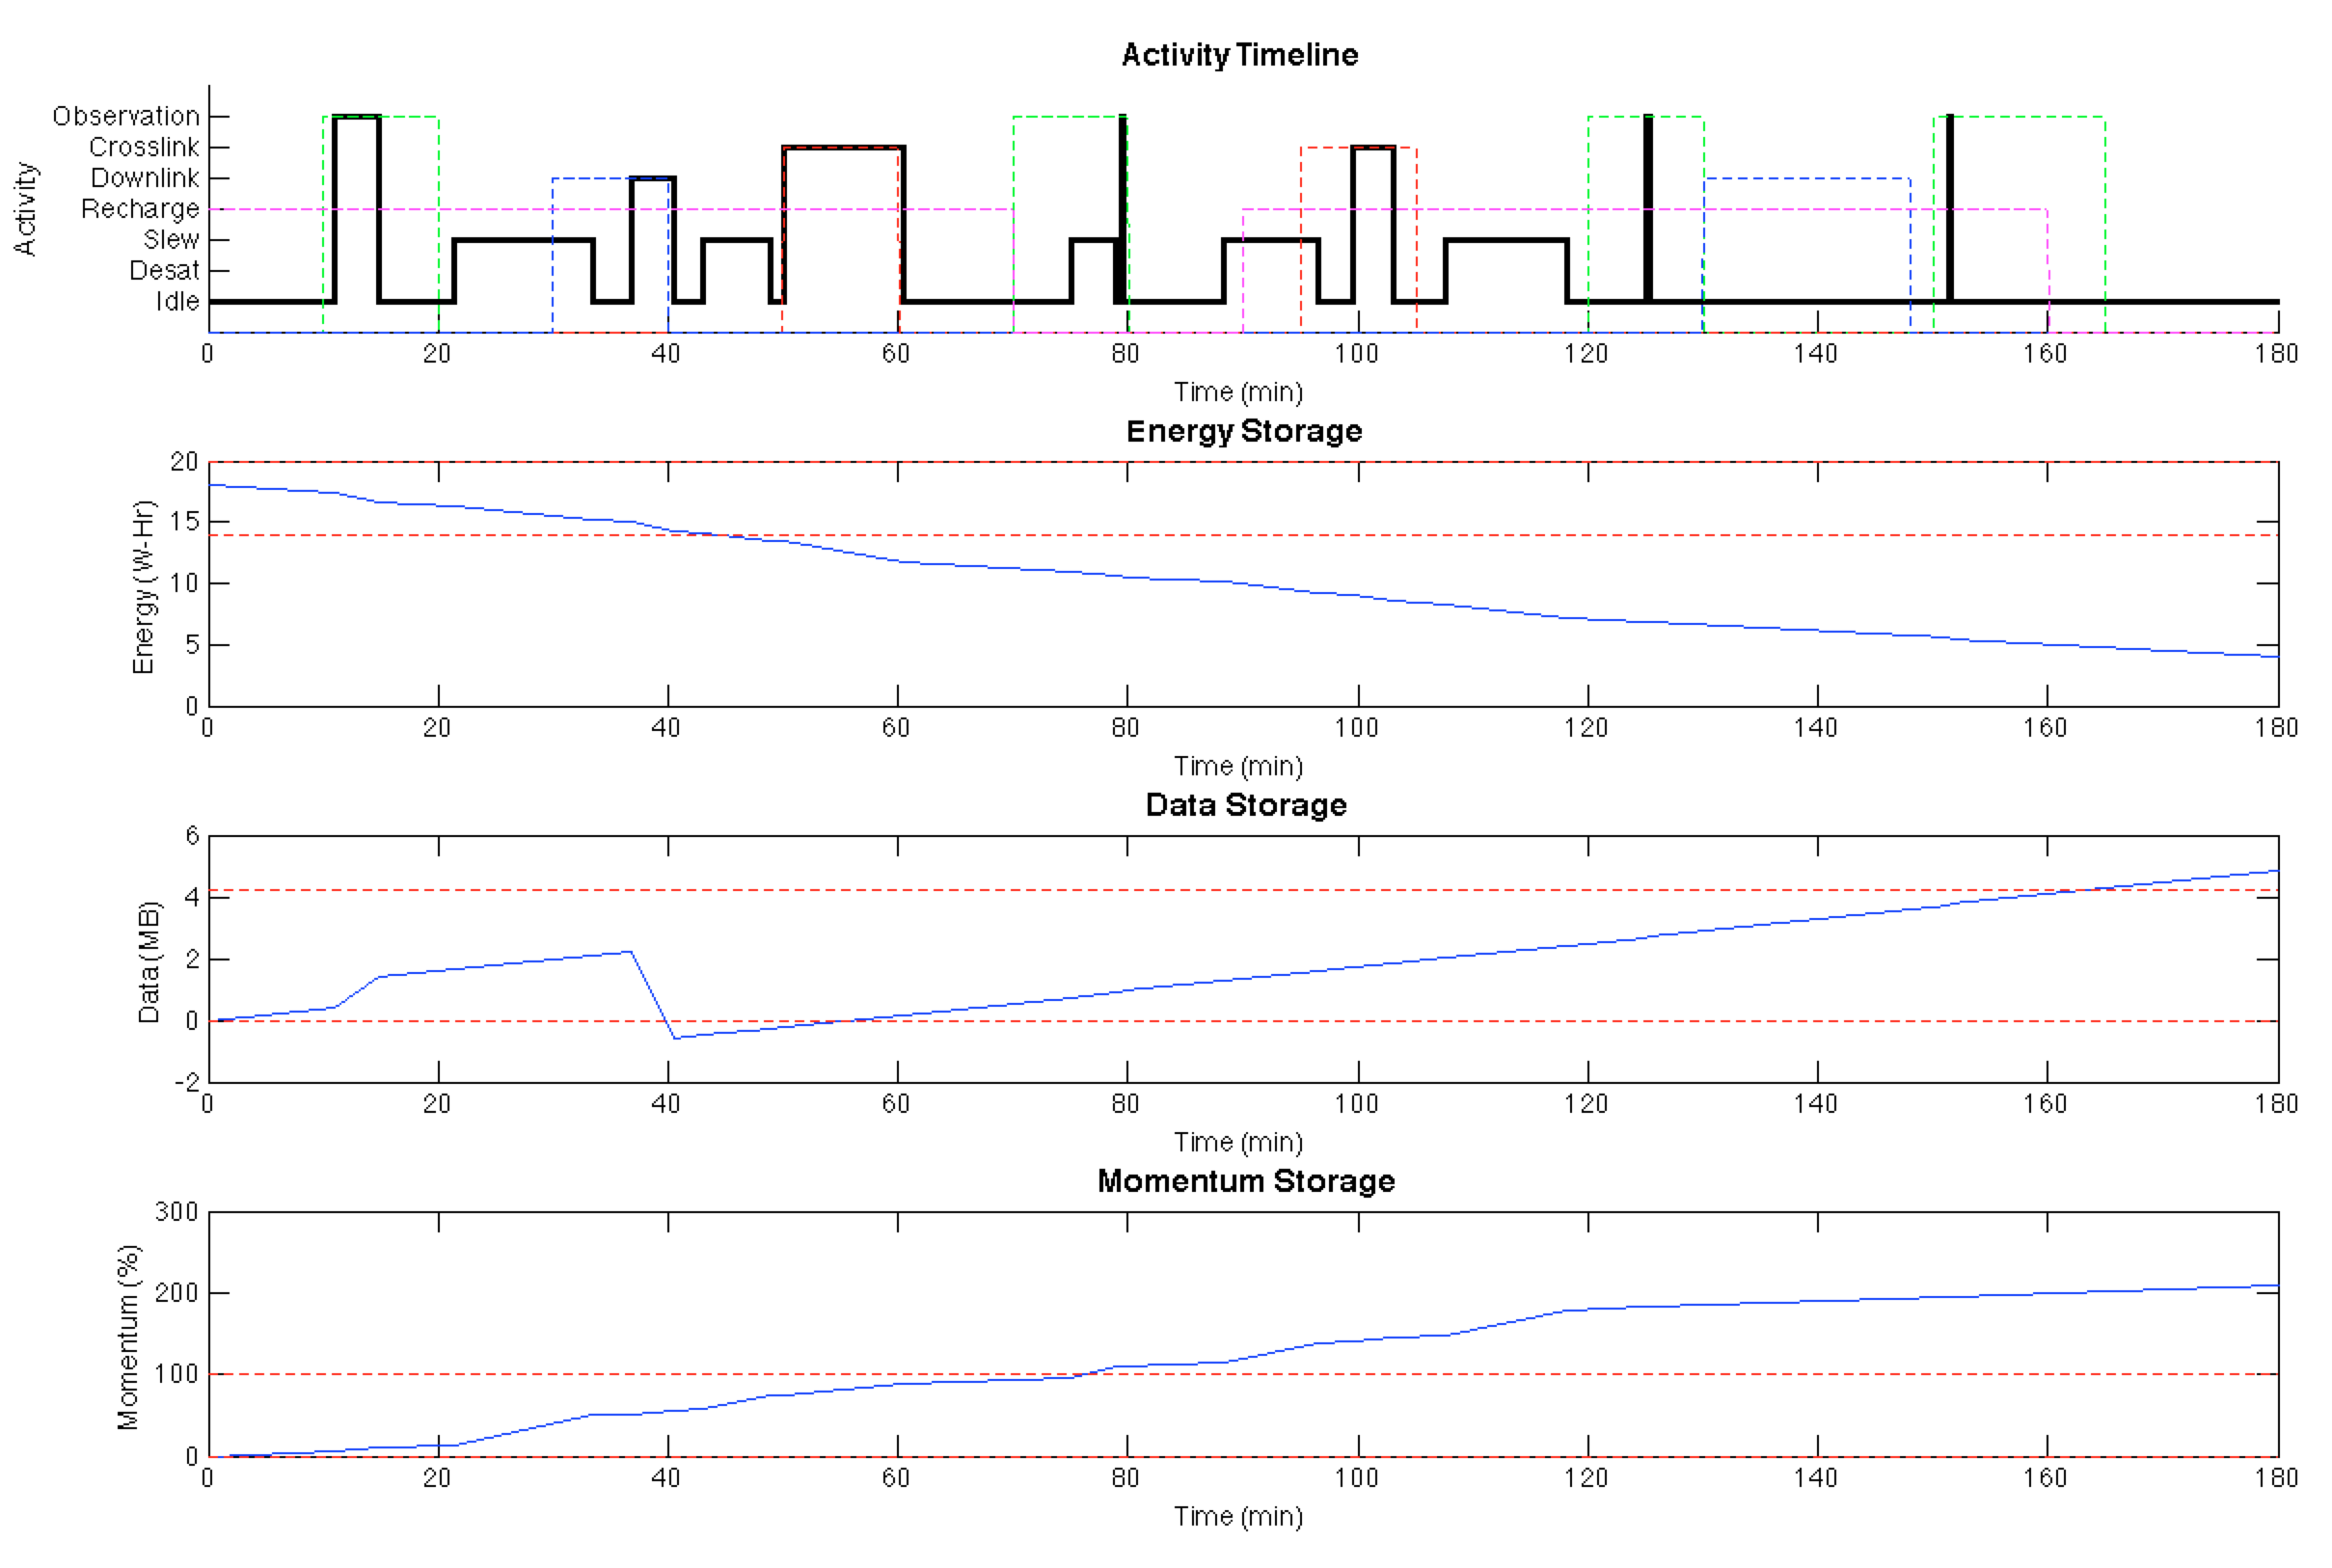 Activity Timeline
Activity
Observation
Crosslink
Downlink
Recharge
Slew
Desat
Idle
0 20 40 60 80 100 120 140 160 180
Time (min)
Energy Storage
Energy (W-Hr)
20
15
10
5
0
0 20 40 60 80 100 120 140 160 180
Time (min)
Data Storage
Data (MB)
6
4
2
0
-2
0 20 40 60 80 100 120 140 160 180
Time (min)
Momentum Storage
Momentum (%)
300
200
100
0
0 20 40 60 80 100 120 140 160 180
Time (min)